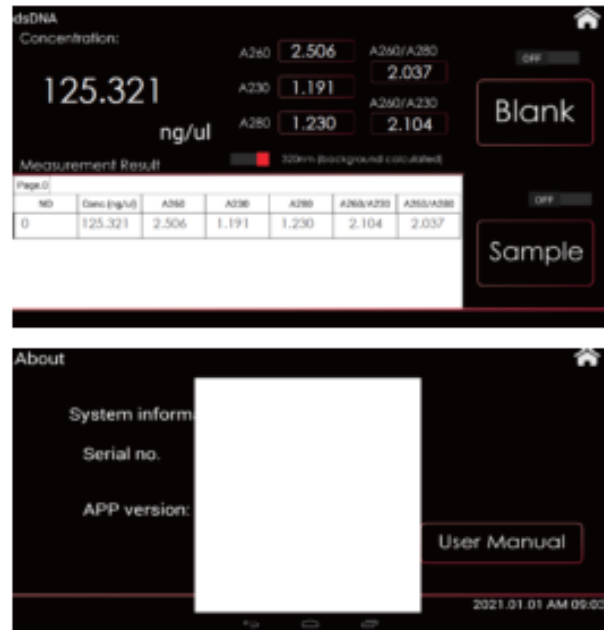 dsDNA
Concentration:
125.321
ng/ul
A260 2.506
A230 1.191
A280 1.230
A260/A280
2.037
A260/A230
2.104
320nm (background calculated)
OFF
Blank
OFF
Sample
Measurement Result
Page.0
NO Conc.(ng/ul) A260 A230 A280 A260/A230 A260/A280
0 125.321 2.506 1.191 1.230 2.104 2.037
About
System informa
Serial no.
APP version:
User Manual
2021.01.01 AM 09:03